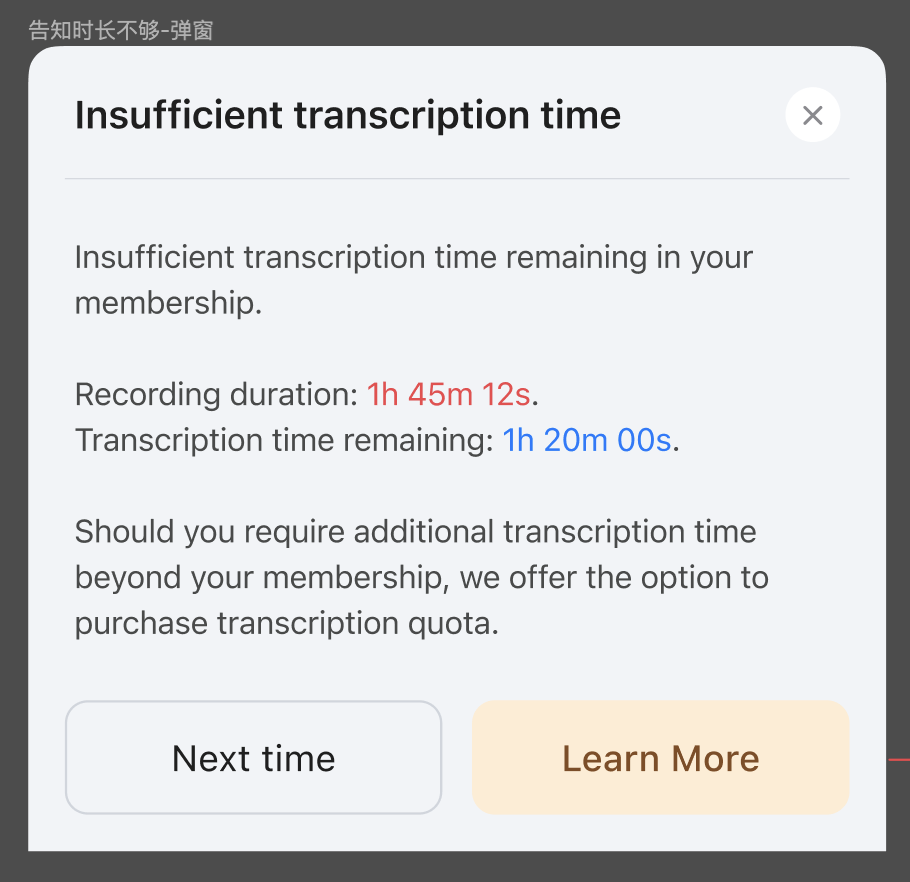 告知时长不够-弹窗
Insufficient transcription time
Insufficient transcription time remaining in your
membership.
Recording duration: 1h 45m 12s.
Transcription time remaining: 1h 20m 00s.
Should you require additional transcription time
beyond your membership, we offer the option to
purchase transcription quota.
Next time
Learn More